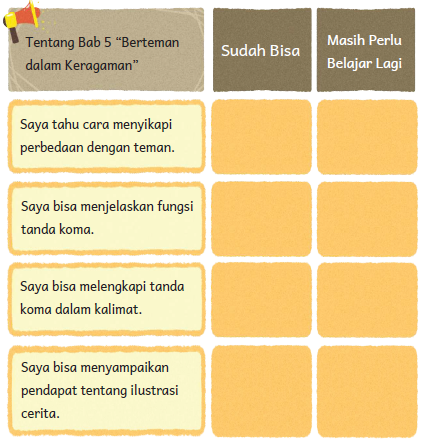 Tentang Bab 5 “Berteman
dalam Keragaman”
Sudah Bisa
Masih Perlu
Belajar Lagi
Saya tahu cara menyikapi
perbedaan dengan teman.
Saya bisa menjelaskan fungsi
tanda koma.
Saya bisa melengkapi tanda
koma dalam kalimat.
Saya bisa menyampaikan
pendapat tentang ilustrasi
cerita.